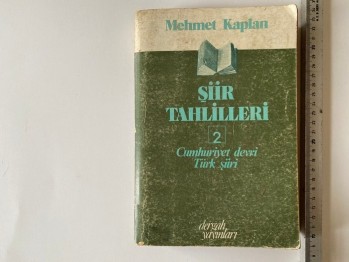 Mehmet Kaplan
ŞİİR
TAHLİLLERİ
2
Cumhuriyet devri
Türk şiiri
dergah
yayınları